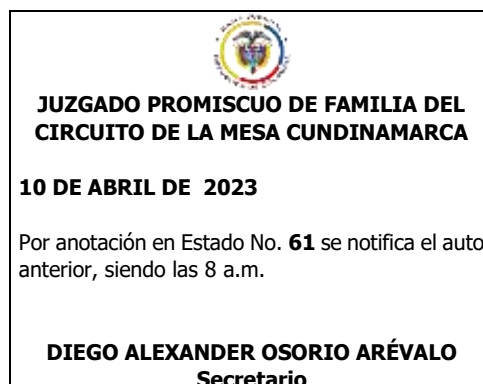 JUZGADO PROMISCUO DE FAMILIA DEL
CIRCUITO DE LA MESA CUNDINAMARCA
10 DE ABRIL DE 2023
Por anotación en Estado No. 61 se notifica el auto
anterior, siendo las 8 a.m.
DIEGO ALEXANDER OSORIO ARÉVALO
Secretario